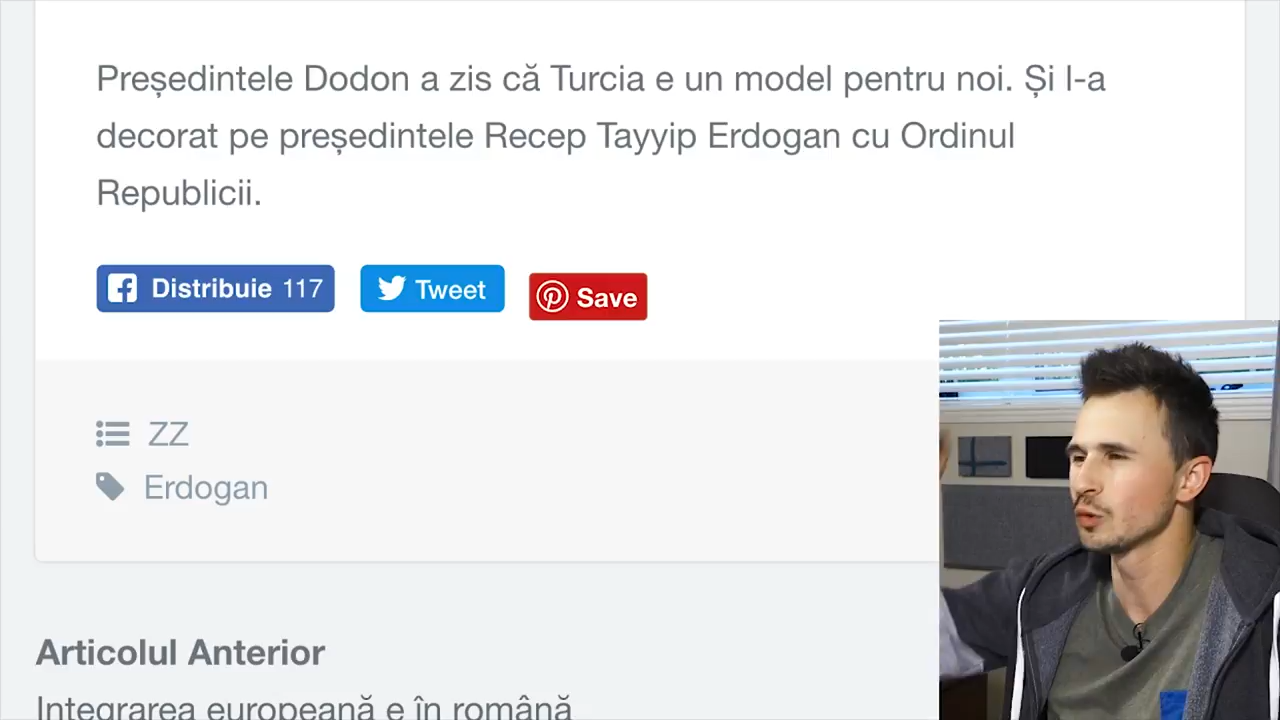 Președintele Dodon a zis că Turcia e un model pentru noi. Și l-a
decorat pe președintele Recep Tayyip Erdogan cu Ordinul
Republicii.
Distribuie 117
Tweet
Save
ZZ
Erdogan
Articolul Anterior
Integrarea europeană e în română